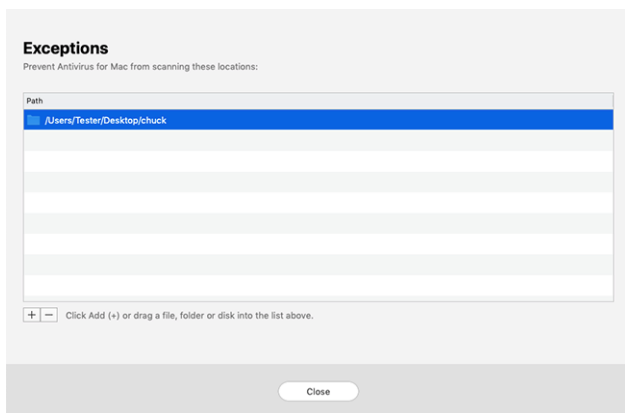 Exceptions
Prevent Antivirus for Mac from scanning these locations:
Path
/Users/Tester/Desktop/chuck
+ − Click Add (+) or drag a file, folder or disk into the list above.
Close